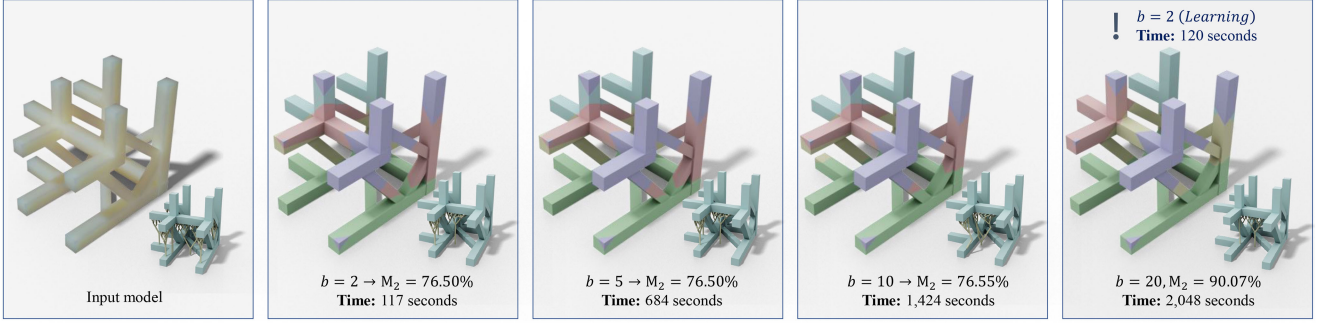 Input model
b = 2 → M₂ = 76.50%
Time: 117 seconds
b = 5 → M₂ = 76.50%
Time: 684 seconds
b = 10 → M₂ = 76.55%
Time: 1,424 seconds
! b = 2 (Learning)
Time: 120 seconds
b = 20, M₂ = 90.07%
Time: 2,048 seconds